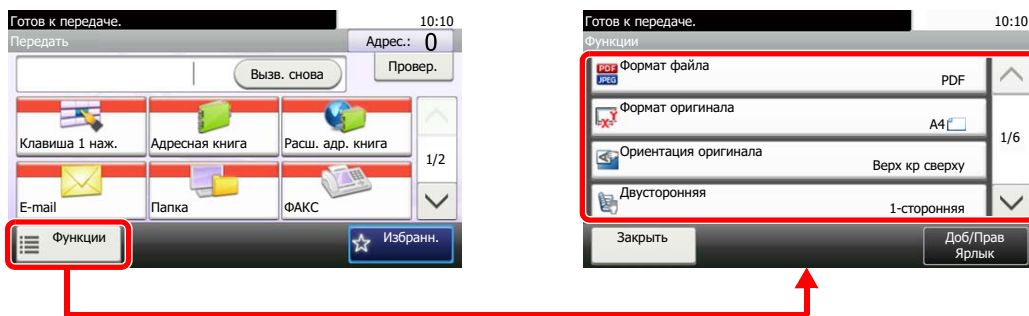 Готов к передаче. 10:10
Передать Адрес.: 0
Вызв. снова Провер.
Клавиша 1 наж. Адресная книга Расш. адр. книга
1/2
E-mail Папка ФАКС
Функции Избранн.
Готов к передаче. 10:10
Функции
PDF JPEG Формат файла
PDF
Формат оригинала
A4
1/6
Ориентация оригинала
Верх кр сверху
Двусторонняя
1-сторонняя
Закрыть Доб/Прав
Ярлык